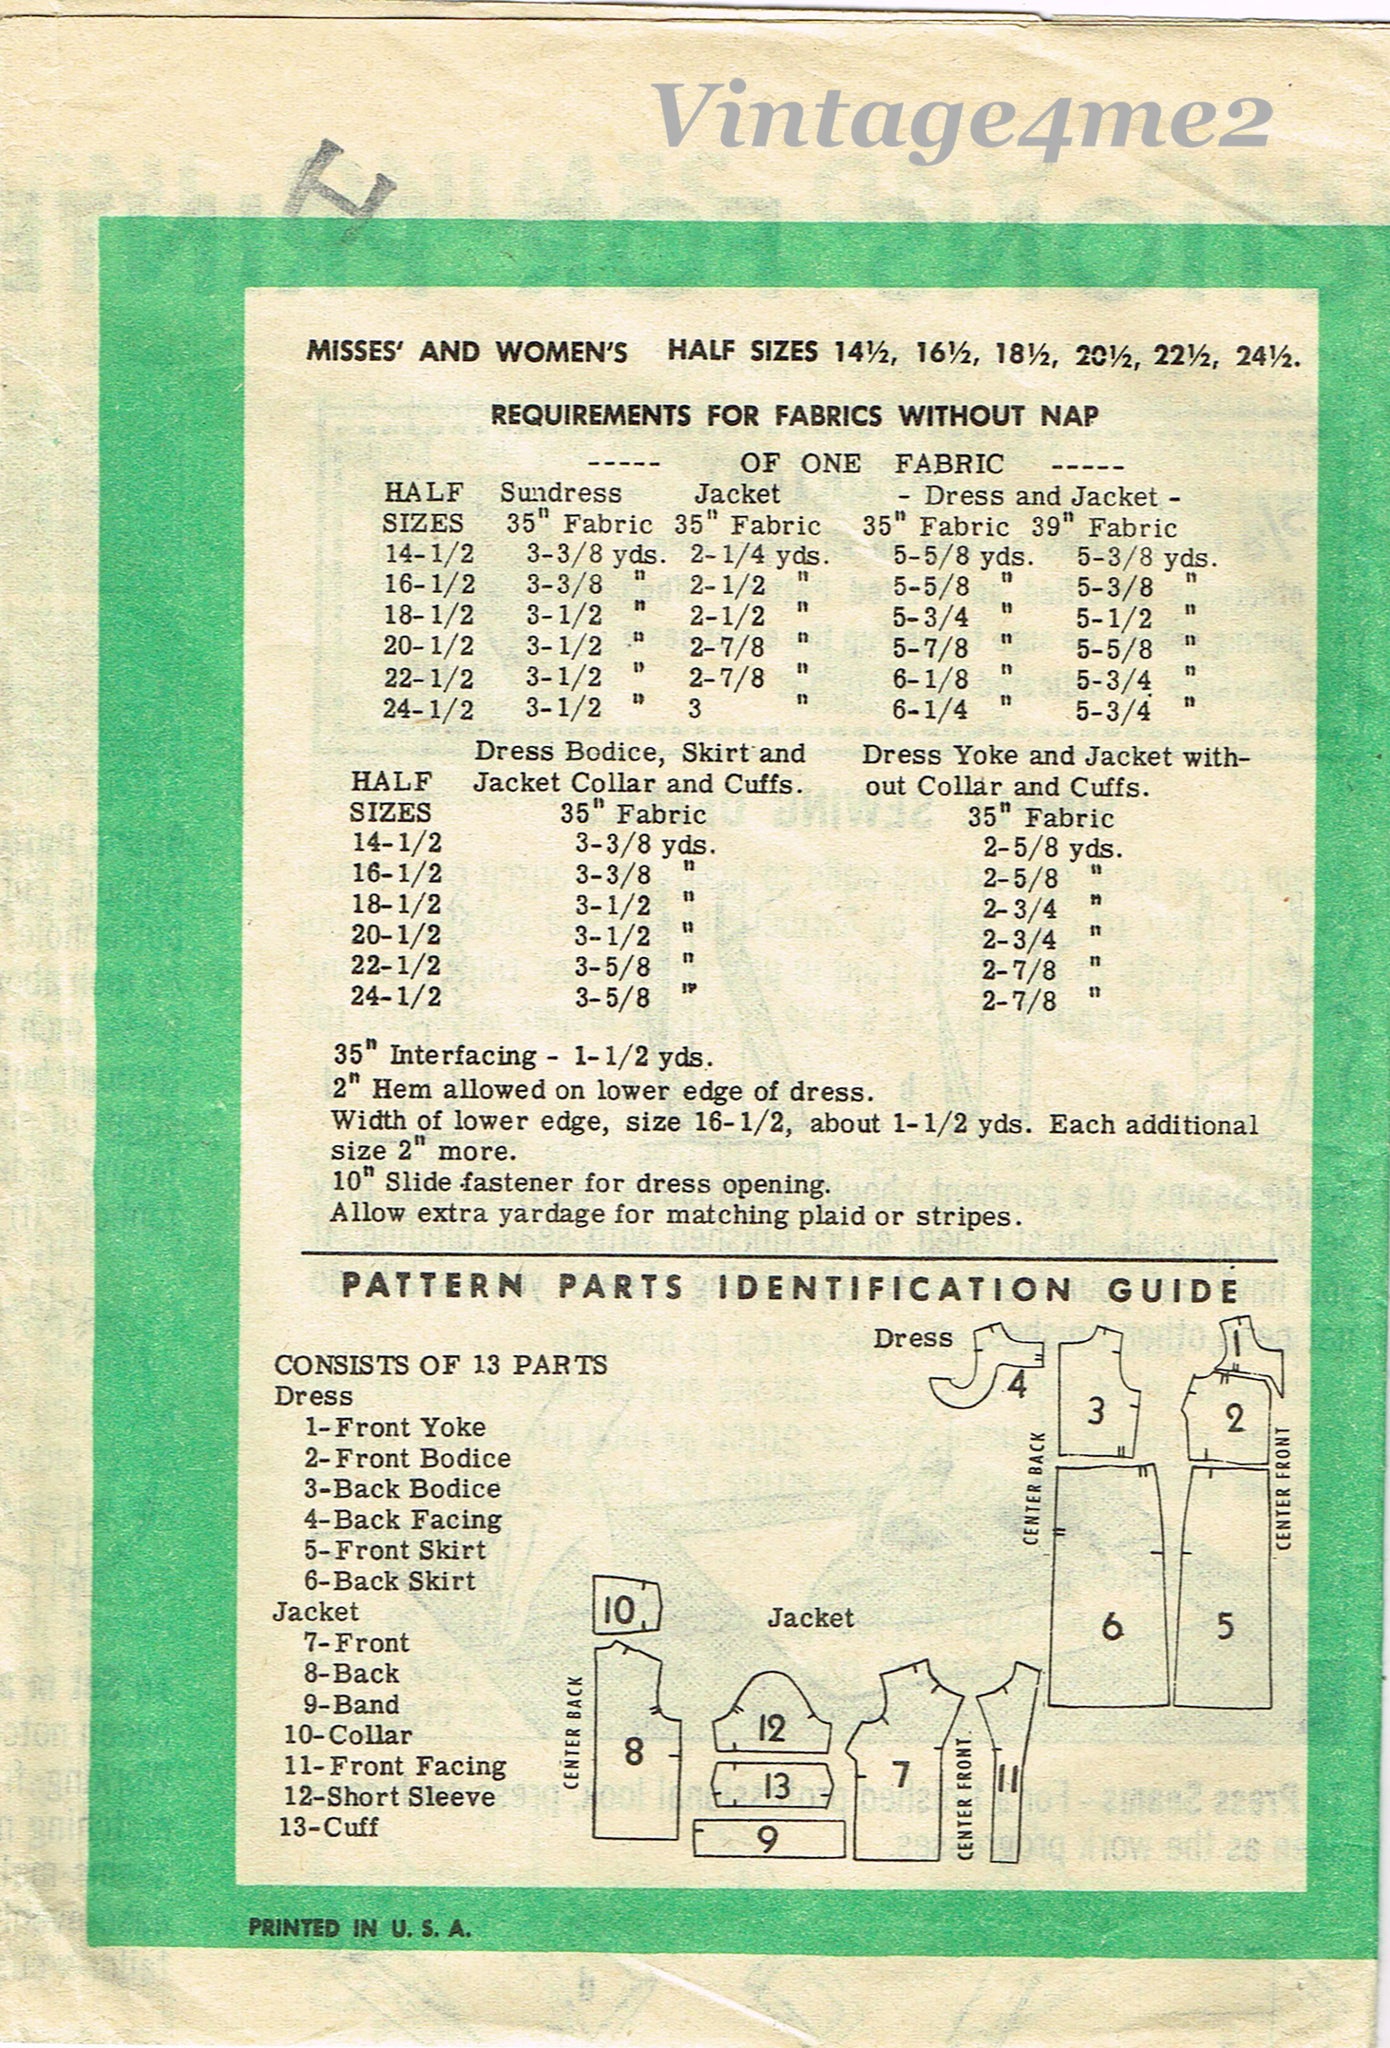 Vintage4me2
MISSES' AND WOMEN'S HALF SIZES 14½, 16½, 18½, 20½, 22½, 24½.
REQUIREMENTS FOR FABRICS WITHOUT NAP
----- OF ONE FABRIC -----
HALF Sundress Jacket - Dress and Jacket -
SIZES 35" Fabric 35" Fabric 35" Fabric 39" Fabric
14-1/2 3-3/8 yds. 2-1/4 yds. 5-5/8 yds. 5-3/8 yds.
16-1/2 3-3/8 " 2-1/2 " 5-5/8 " 5-3/8 "
18-1/2 3-1/2 " 2-1/2 " 5-3/4 " 5-1/2 "
20-1/2 3-1/2 " 2-7/8 " 5-7/8 " 5-5/8 "
22-1/2 3-1/2 " 2-7/8 " 6-1/8 " 5-3/4 "
24-1/2 3-1/2 " 3 " 6-1/4 " 5-3/4 "
Dress Bodice, Skirt and Dress Yoke and Jacket with-
HALF Jacket Collar and Cuffs. out Collar and Cuffs.
SIZES 35" Fabric 35" Fabric
14-1/2 3-3/8 yds. 2-5/8 yds.
16-1/2 3-3/8 " 2-5/8 "
18-1/2 3-1/2 " 2-3/4 "
20-1/2 3-1/2 " 2-3/4 "
22-1/2 3-5/8 " 2-7/8 "
24-1/2 3-5/8 " 2-7/8 "
35" Interfacing - 1-1/2 yds.
2" Hem allowed on lower edge of dress.
Width of lower edge, size 16-1/2, about 1-1/2 yds. Each additional
size 2" more.
10" Slide fastener for dress opening.
Allow extra yardage for matching plaid or stripes.
PATTERN PARTS IDENTIFICATION GUIDE
CONSISTS OF 13 PARTS
Dress
1-Front Yoke
2-Front Bodice
3-Back Bodice
4-Back Facing
5-Front Skirt
6-Back Skirt
Jacket
7-Front
8-Back
9-Band
10-Collar
11-Front Facing
12-Short Sleeve
13-Cuff
Dress
4
3
1
2
CENTER BACK
CENTER FRONT
6
5
Jacket
10
CENTER BACK
8
12
13
9
7
CENTER FRONT
11
PRINTED IN U. S. A.